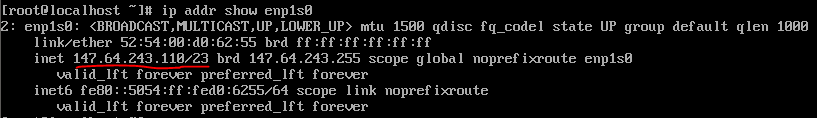 [root@localhost ~]# ip addr show enp1s0
2: enp1s0: <BROADCAST,MULTICAST,UP,LOWER_UP> mtu 1500 qdisc fq_codel state UP group default qlen 1000
link/ether 52:54:00:d0:62:55 brd ff:ff:ff:ff:ff:ff
inet 147.64.243.110/23 brd 147.64.243.255 scope global noprefixroute enp1s0
valid_lft forever preferred_lft forever
inet6 fe80::5054:ff:fed0:6255/64 scope link noprefixroute
valid_lft forever preferred_lft forever